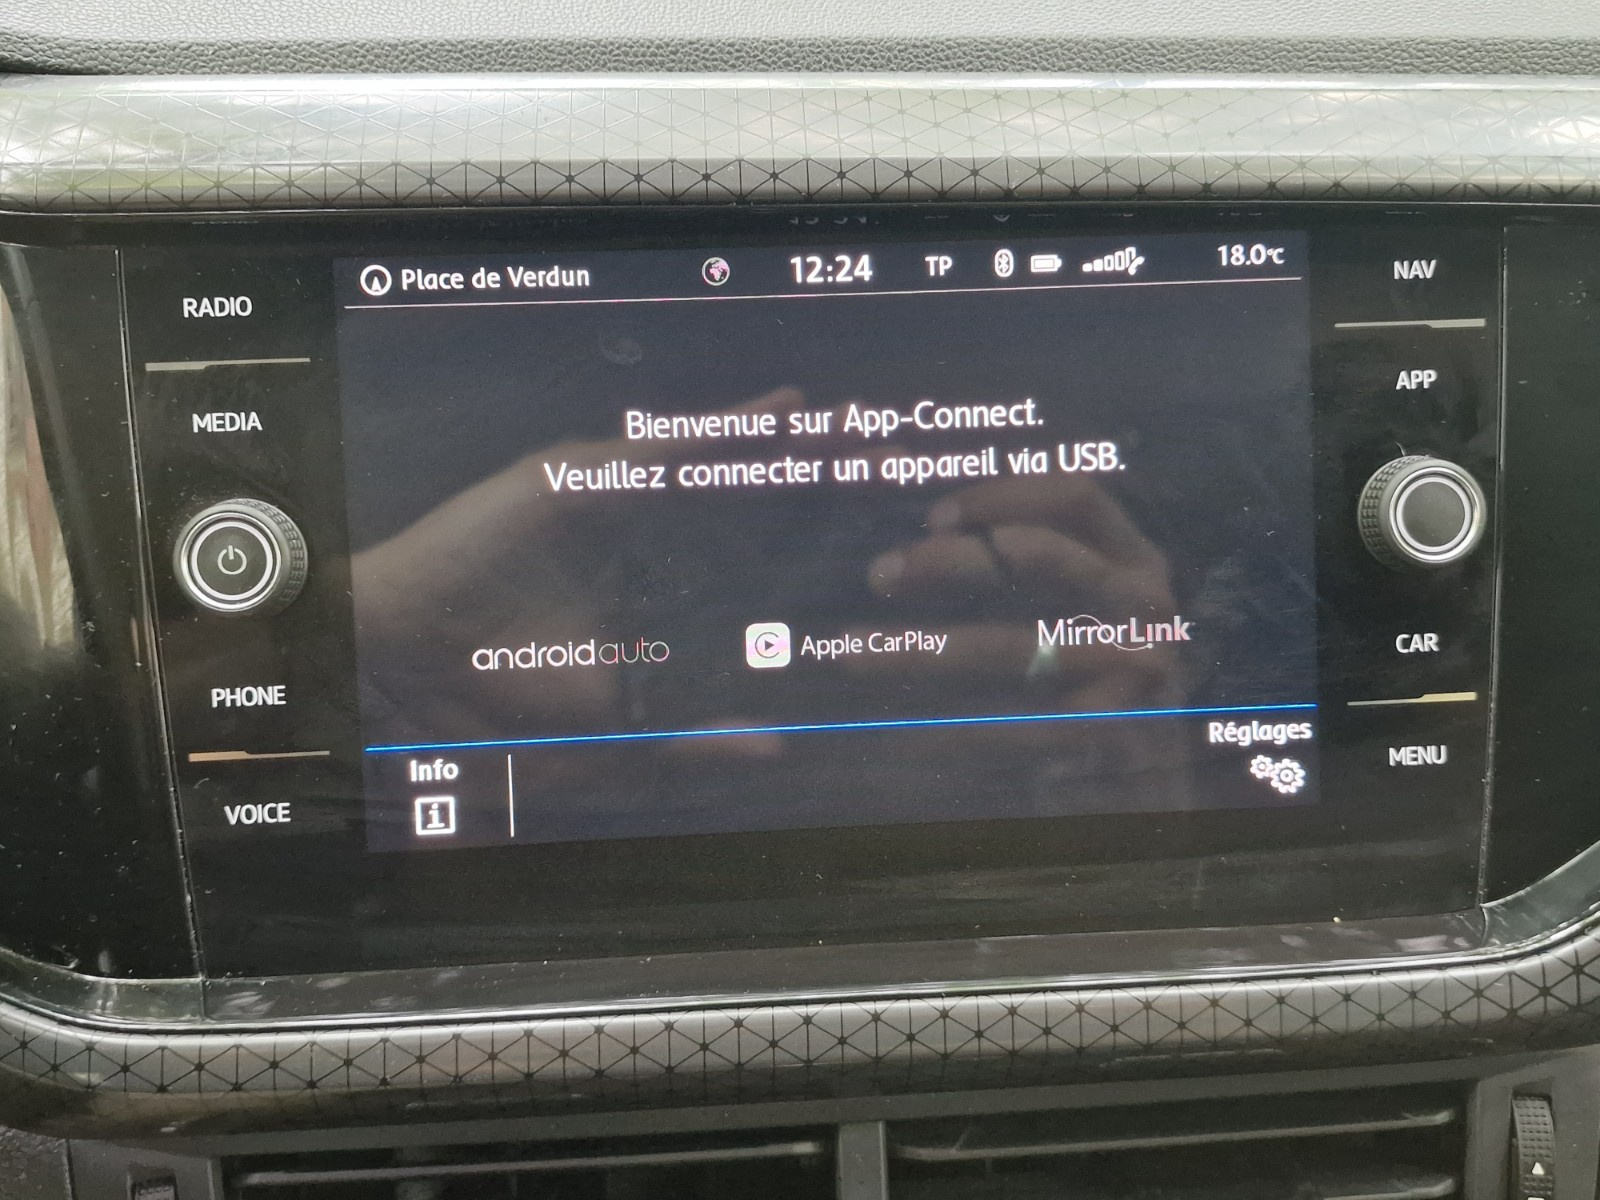 Place de Verdun 12:24 TP 18.0°C
RADIO
MEDIA
PHONE
VOICE
Bienvenue sur App-Connect.
Veuillez connecter un appareil via USB.
androidauto Apple CarPlay MirrorLink
Info
Réglages
NAV
APP
CAR
MENU